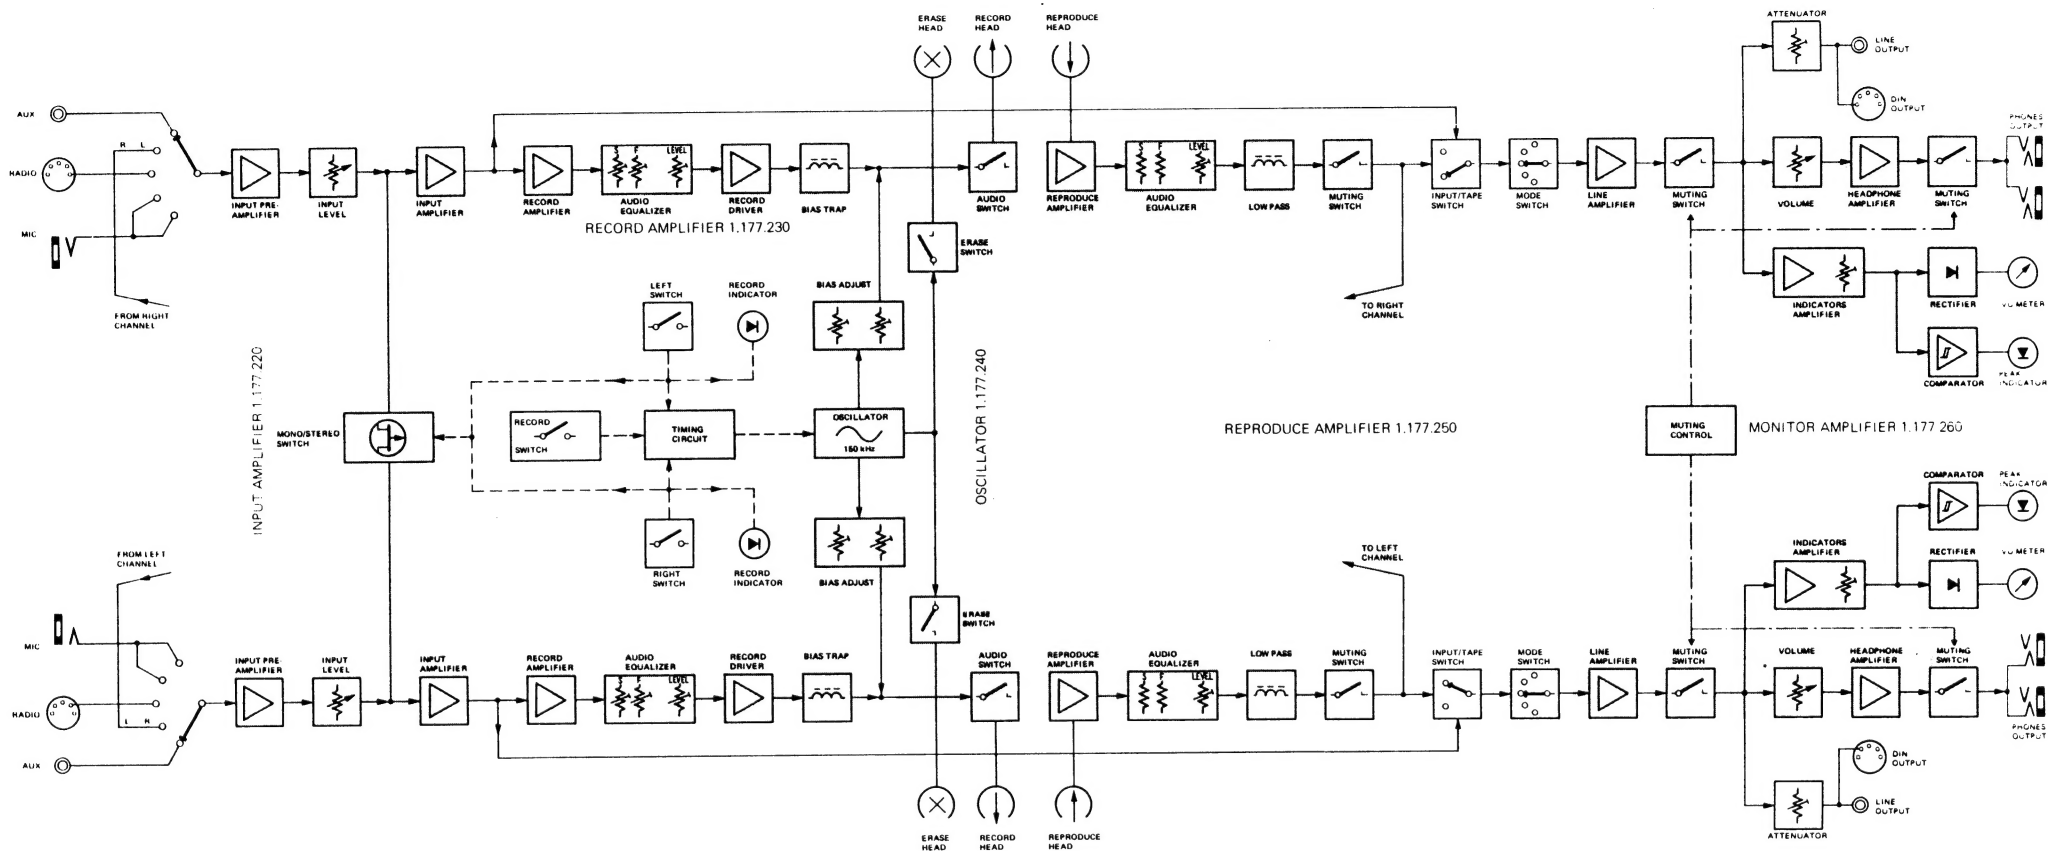 ERASE
HEAD
RECORD
HEAD
REPRODUCE
HEAD
ATTENUATOR
LINE
OUTPUT
DIN
OUTPUT
AUX
R L
RADIO
MIC
FROM RIGHT
CHANNEL
INPUT PRE-
AMPLIFIER
INPUT
LEVEL
INPUT
AMPLIFIER
RECORD
AMPLIFIER
S F LEVEL
AUDIO
EQUALIZER
RECORD
DRIVER
BIAS TRAP
AUDIO
SWITCH
REPRODUCE
AMPLIFIER
S F LEVEL
AUDIO
EQUALIZER
LOW PASS
MUTING
SWITCH
INPUT/TAPE
SWITCH
MODE
SWITCH
LINE
AMPLIFIER
MUTING
SWITCH
VOLUME
HEADPHONE
AMPLIFIER
MUTING
SWITCH
PHONES
OUTPUT
RECORD AMPLIFIER 1.177.230
ERASE
SWITCH
LEFT
SWITCH
RECORD
INDICATOR
BIAS ADJUST
TO RIGHT
CHANNEL
INDICATORS
AMPLIFIER
RECTIFIER
VU METER
COMPARATOR
PEAK
INDICATOR
INPUT AMPLIFIER 1.177.220
OSCILLATOR 1.177.240
MONO/STEREO
SWITCH
RECORD
SWITCH
TIMING
CIRCUIT
OSCILLATOR
150 kHz
REPRODUCE AMPLIFIER 1.177.250
MUTING
CONTROL
MONITOR AMPLIFIER 1.177.260
RIGHT
SWITCH
RECORD
INDICATOR
BIAS ADJUST
TO LEFT
CHANNEL
COMPARATOR
PEAK
INDICATOR
INDICATORS
AMPLIFIER
RECTIFIER
VU METER
FROM LEFT
CHANNEL
ERASE
SWITCH
MIC
RADIO
L R
AUX
INPUT PRE-
AMPLIFIER
INPUT
LEVEL
INPUT
AMPLIFIER
RECORD
AMPLIFIER
AUDIO
EQUALIZER
S F LEVEL
RECORD
DRIVER
BIAS TRAP
AUDIO
SWITCH
REPRODUCE
AMPLIFIER
AUDIO
EQUALIZER
S F LEVEL
LOW PASS
MUTING
SWITCH
INPUT/TAPE
SWITCH
MODE
SWITCH
LINE
AMPLIFIER
MUTING
SWITCH
VOLUME
HEADPHONE
AMPLIFIER
MUTING
SWITCH
PHONES
OUTPUT
DIN
OUTPUT
LINE
OUTPUT
ATTENUATOR
ERASE
HEAD
RECORD
HEAD
REPRODUCE
HEAD